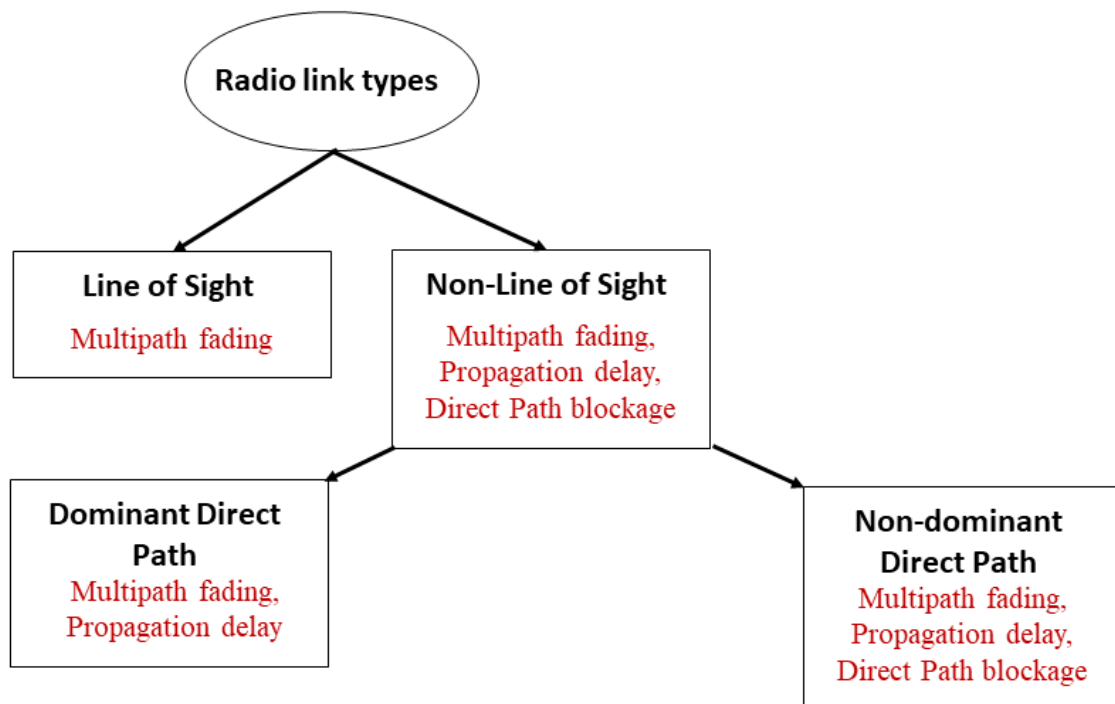 Radio link types
Line of Sight
Multipath fading
Non-Line of Sight
Multipath fading,
Propagation delay,
Direct Path blockage
Dominant Direct
Path
Multipath fading,
Propagation delay
Non-dominant
Direct Path
Multipath fading,
Propagation delay,
Direct Path blockage